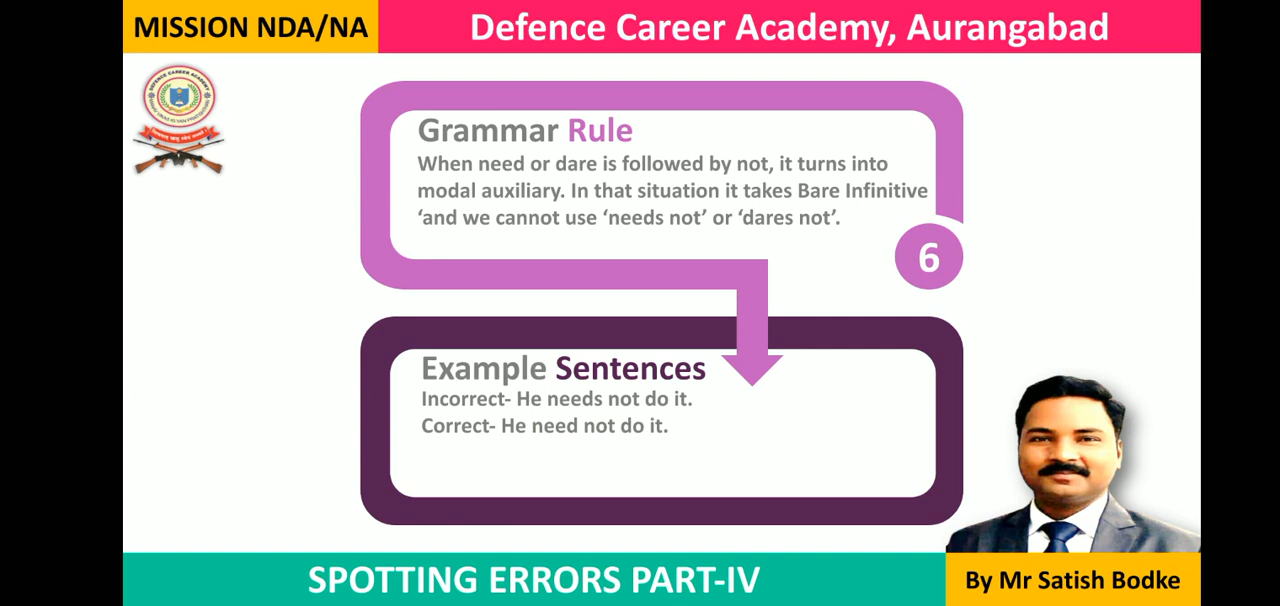 MISSION NDA/NA
Defence Career Academy, Aurangabad
DEFENCE CAREER ACADEMY
Grammar Rule
When need or dare is followed by not, it turns into
modal auxiliary. In that situation it takes Bare Infinitive
‘and we cannot use ‘needs not’ or ‘dares not’.
6
Example Sentences
Incorrect- He needs not do it.
Correct- He need not do it.
SPOTTING ERRORS PART-IV
By Mr Satish Bodke